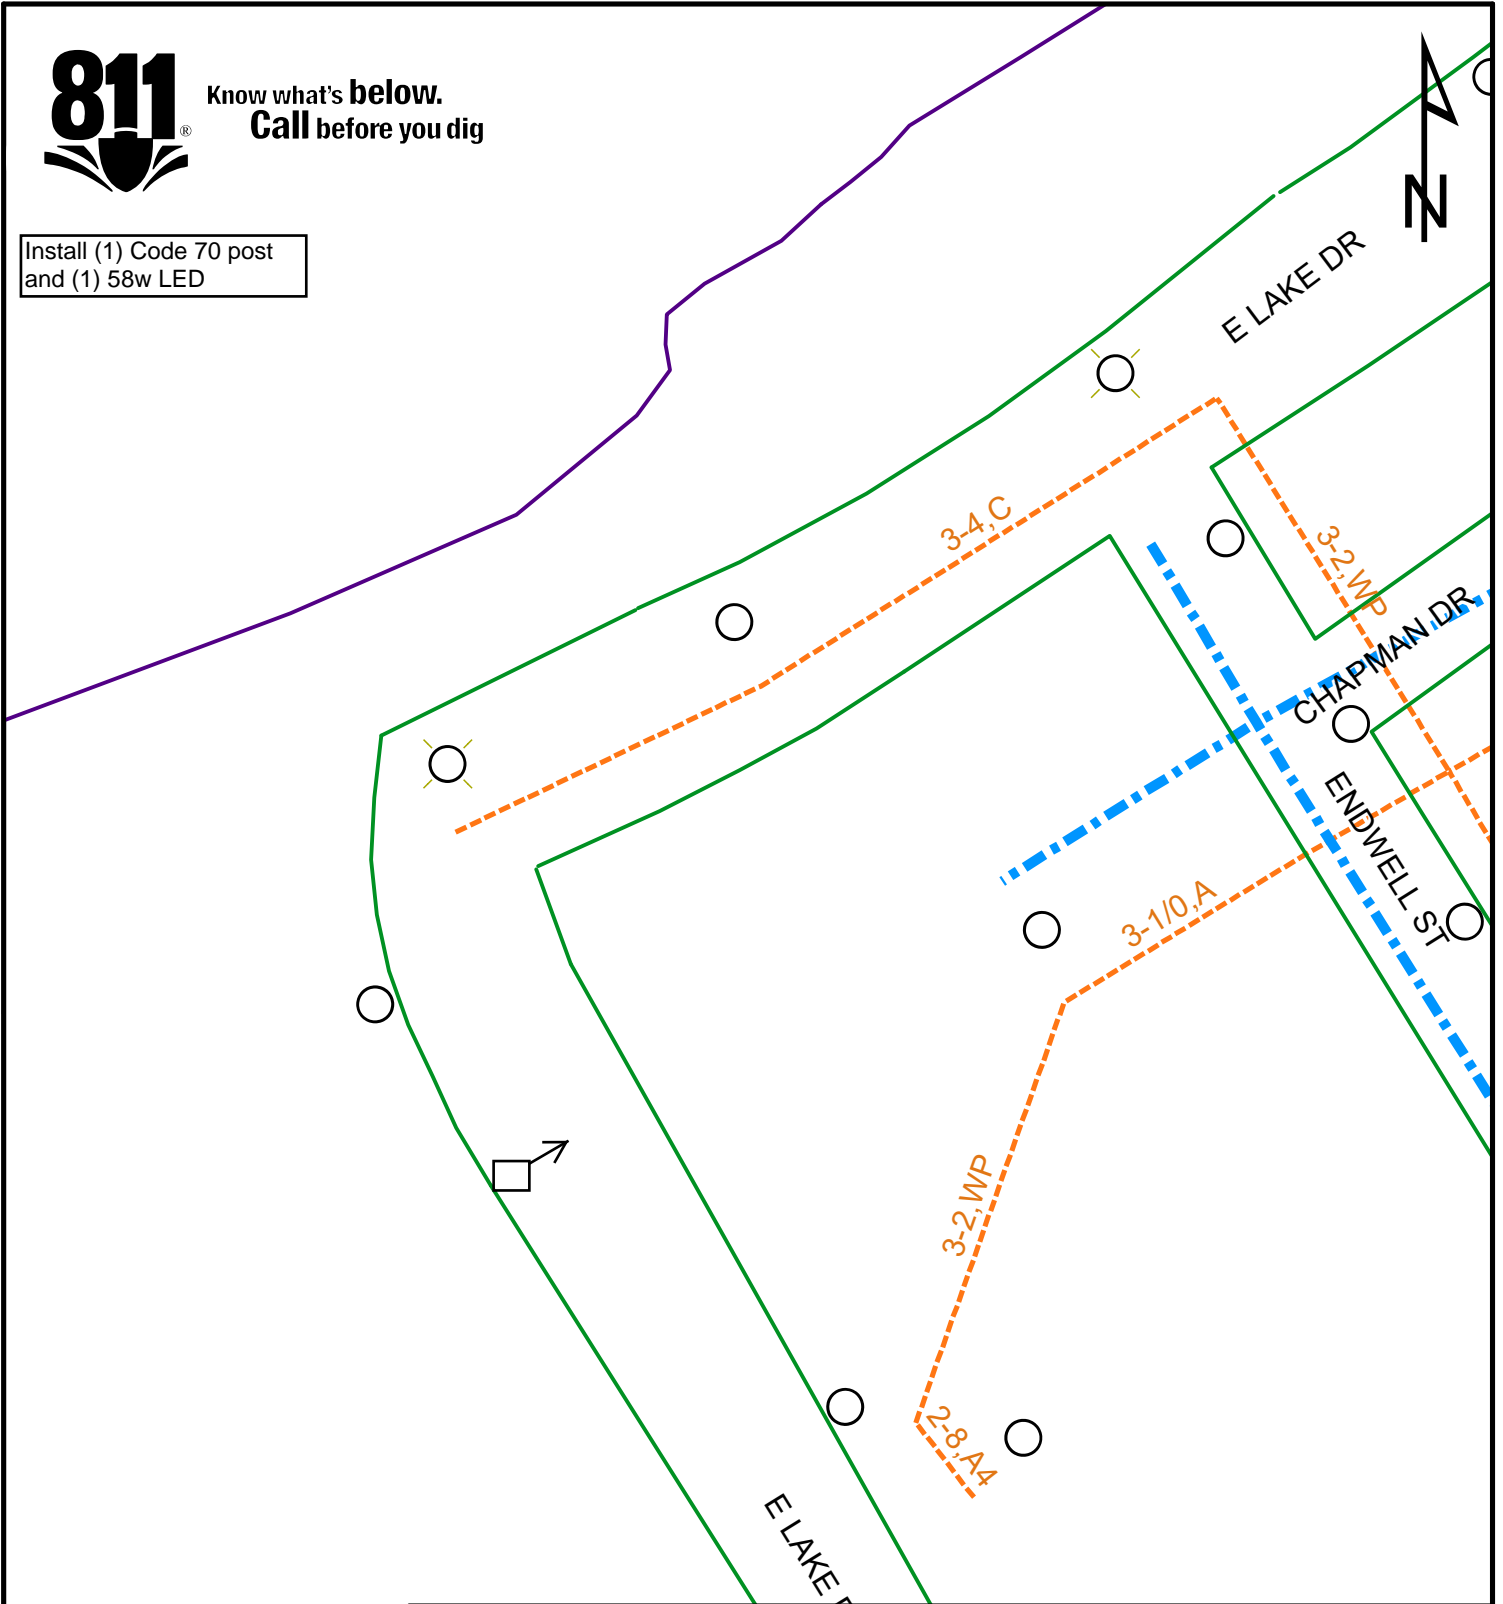 811®
Know what's below.
Call before you dig
N
Install (1) Code 70 post
and (1) 58w LED
E LAKE DR
3-4,C
3-2,WP
CHAPMAN DR
ENDWELL ST
3-1/0,A
3-2,WP
2-8,A4
E LAKE